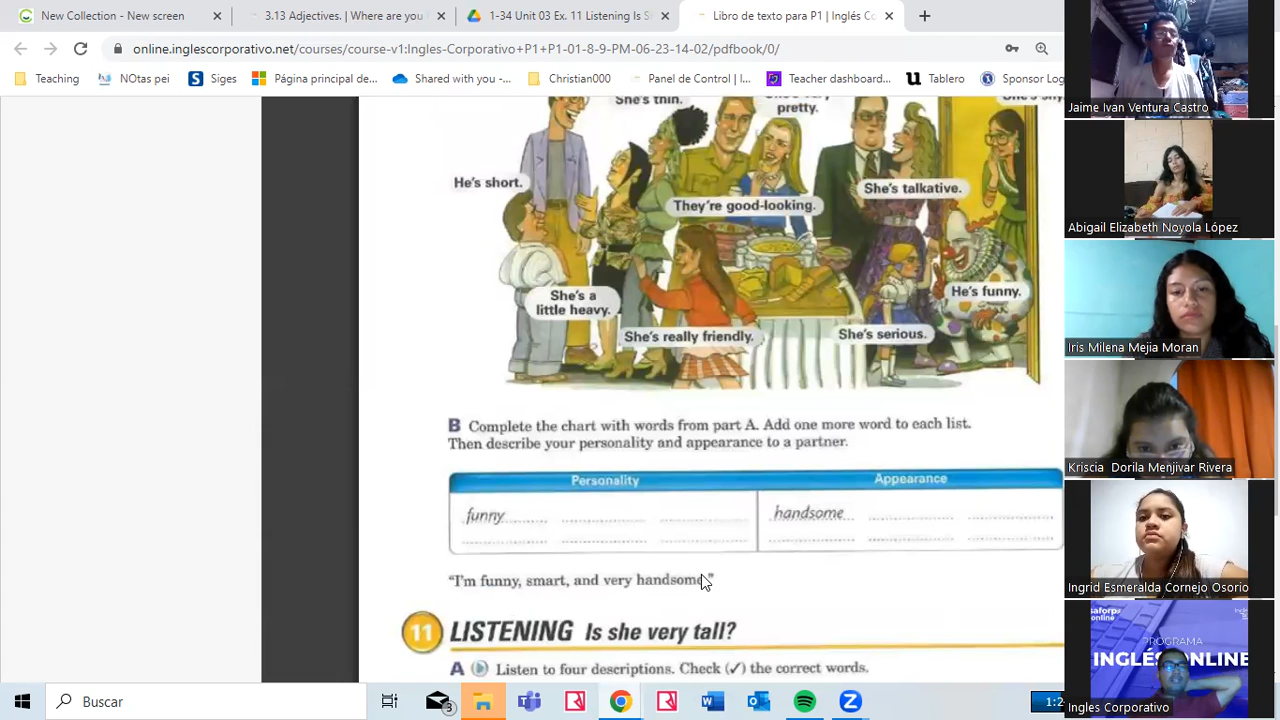 New Collection - New screen
3.13 Adjectives. | Where are you
T-34 Unit 03 Ex. 11 Listening Is S
Libro de texto para P1 | Inglés Co
online.inglescorporativo.net/courses/course-v1:Ingles-Corporativo+P1+P1-01-8-9-PM-06-23-14-02/pdfbook/0/
Teaching
NOtas pei
Siges
Página principal de...
Shared with you -...
Christian000
Panel de Control | I...
Teacher dashboard...
Tablero
Sponsor Log
She's thin.
pretty.
He's short.
She's talkative.
They're good-looking.
She's a
little heavy.
He's funny.
She's really friendly.
She's serious.
B Complete the chart with words from part A. Add one more word to each list.
Then describe your personality and appearance to a partner.
Personality
Appearance
funny
handsome
"I'm funny, smart, and very handsome."
11 LISTENING Is she very tall?
A Listen to four descriptions. Check (✓) the correct words.
Buscar
3
1:2
Jaime Ivan Ventura Castro
Abigail Elizabeth Noyola López
Iris Milena Mejia Moran
Kriscia Dorila Menjivar Rivera
Ingrid Esmeralda Cornejo Osorio
online
PROGRAMA
INGLÉS ONLINE
Ingles Corporativo